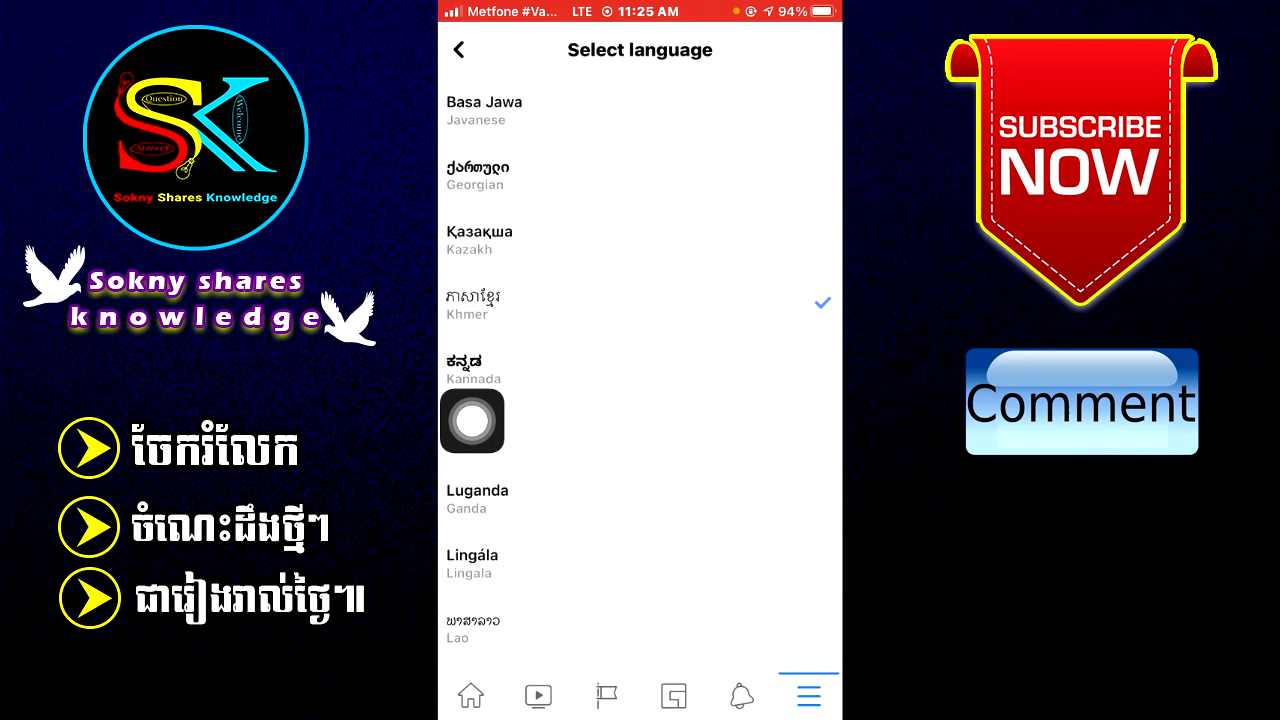 Question
Welcome
Answer
Sokny Shares Knowledge
Sokny shares
knowledge
ចែករំលែក
ចំណេះដឹងថ្មីៗ
ជារៀងរាល់ថ្ងៃ៕
Metfone #Va... LTE 11:25 AM 94%
Select language
Basa Jawa
Javanese
ქართული
Georgian
Қазақша
Kazakh
ភាសាខ្មែរ
Khmer
ಕನ್ನಡ
Kannada
Luganda
Ganda
Lingála
Lingala
ພາສາລາວ
Lao
SUBSCRIBE
NOW
Comment